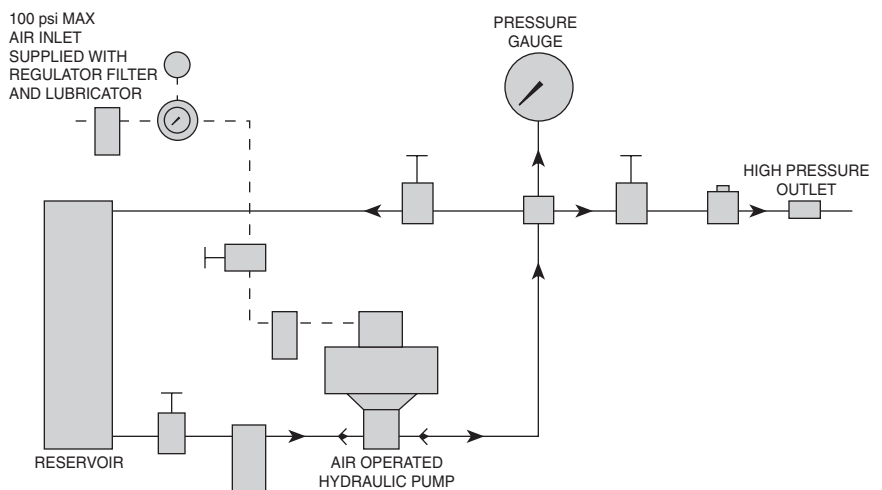 100 psi MAX
AIR INLET
SUPPLIED WITH
REGULATOR FILTER
AND LUBRICATOR
PRESSURE
GAUGE
HIGH PRESSURE
OUTLET
RESERVOIR
AIR OPERATED
HYDRAULIC PUMP